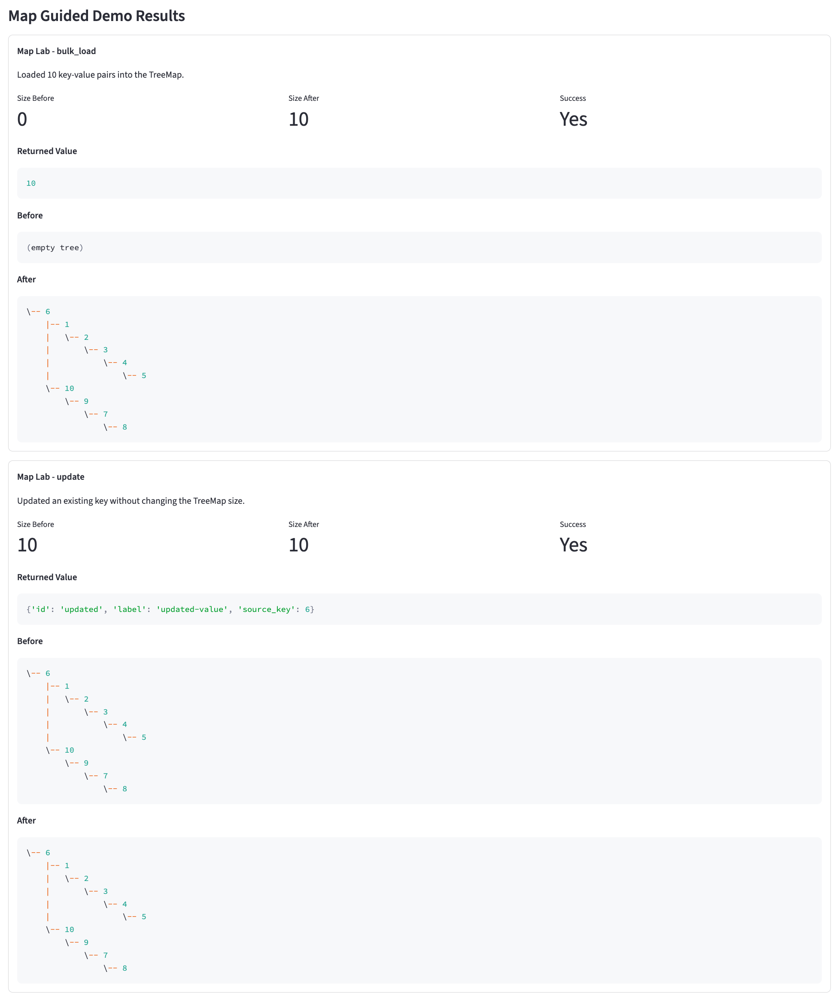 Map Guided Demo Results
Map Lab - bulk_load
Loaded 10 key-value pairs into the TreeMap.
Size Before Size After Success
0 10 Yes
Returned Value
10
Before
(empty tree)
After
\-- 6
    |-- 1
    |   \-- 2
    |       \-- 3
    |           \-- 4
    |               \-- 5
    \-- 10
        \-- 9
            \-- 7
                \-- 8
Map Lab - update
Updated an existing key without changing the TreeMap size.
Size Before Size After Success
10 10 Yes
Returned Value
{'id': 'updated', 'label': 'updated-value', 'source_key': 6}
Before
\-- 6
    |-- 1
    |   \-- 2
    |       \-- 3
    |           \-- 4
    |               \-- 5
    \-- 10
        \-- 9
            \-- 7
                \-- 8
After
\-- 6
    |-- 1
    |   \-- 2
    |       \-- 3
    |           \-- 4
    |               \-- 5
    \-- 10
        \-- 9
            \-- 7
                \-- 8